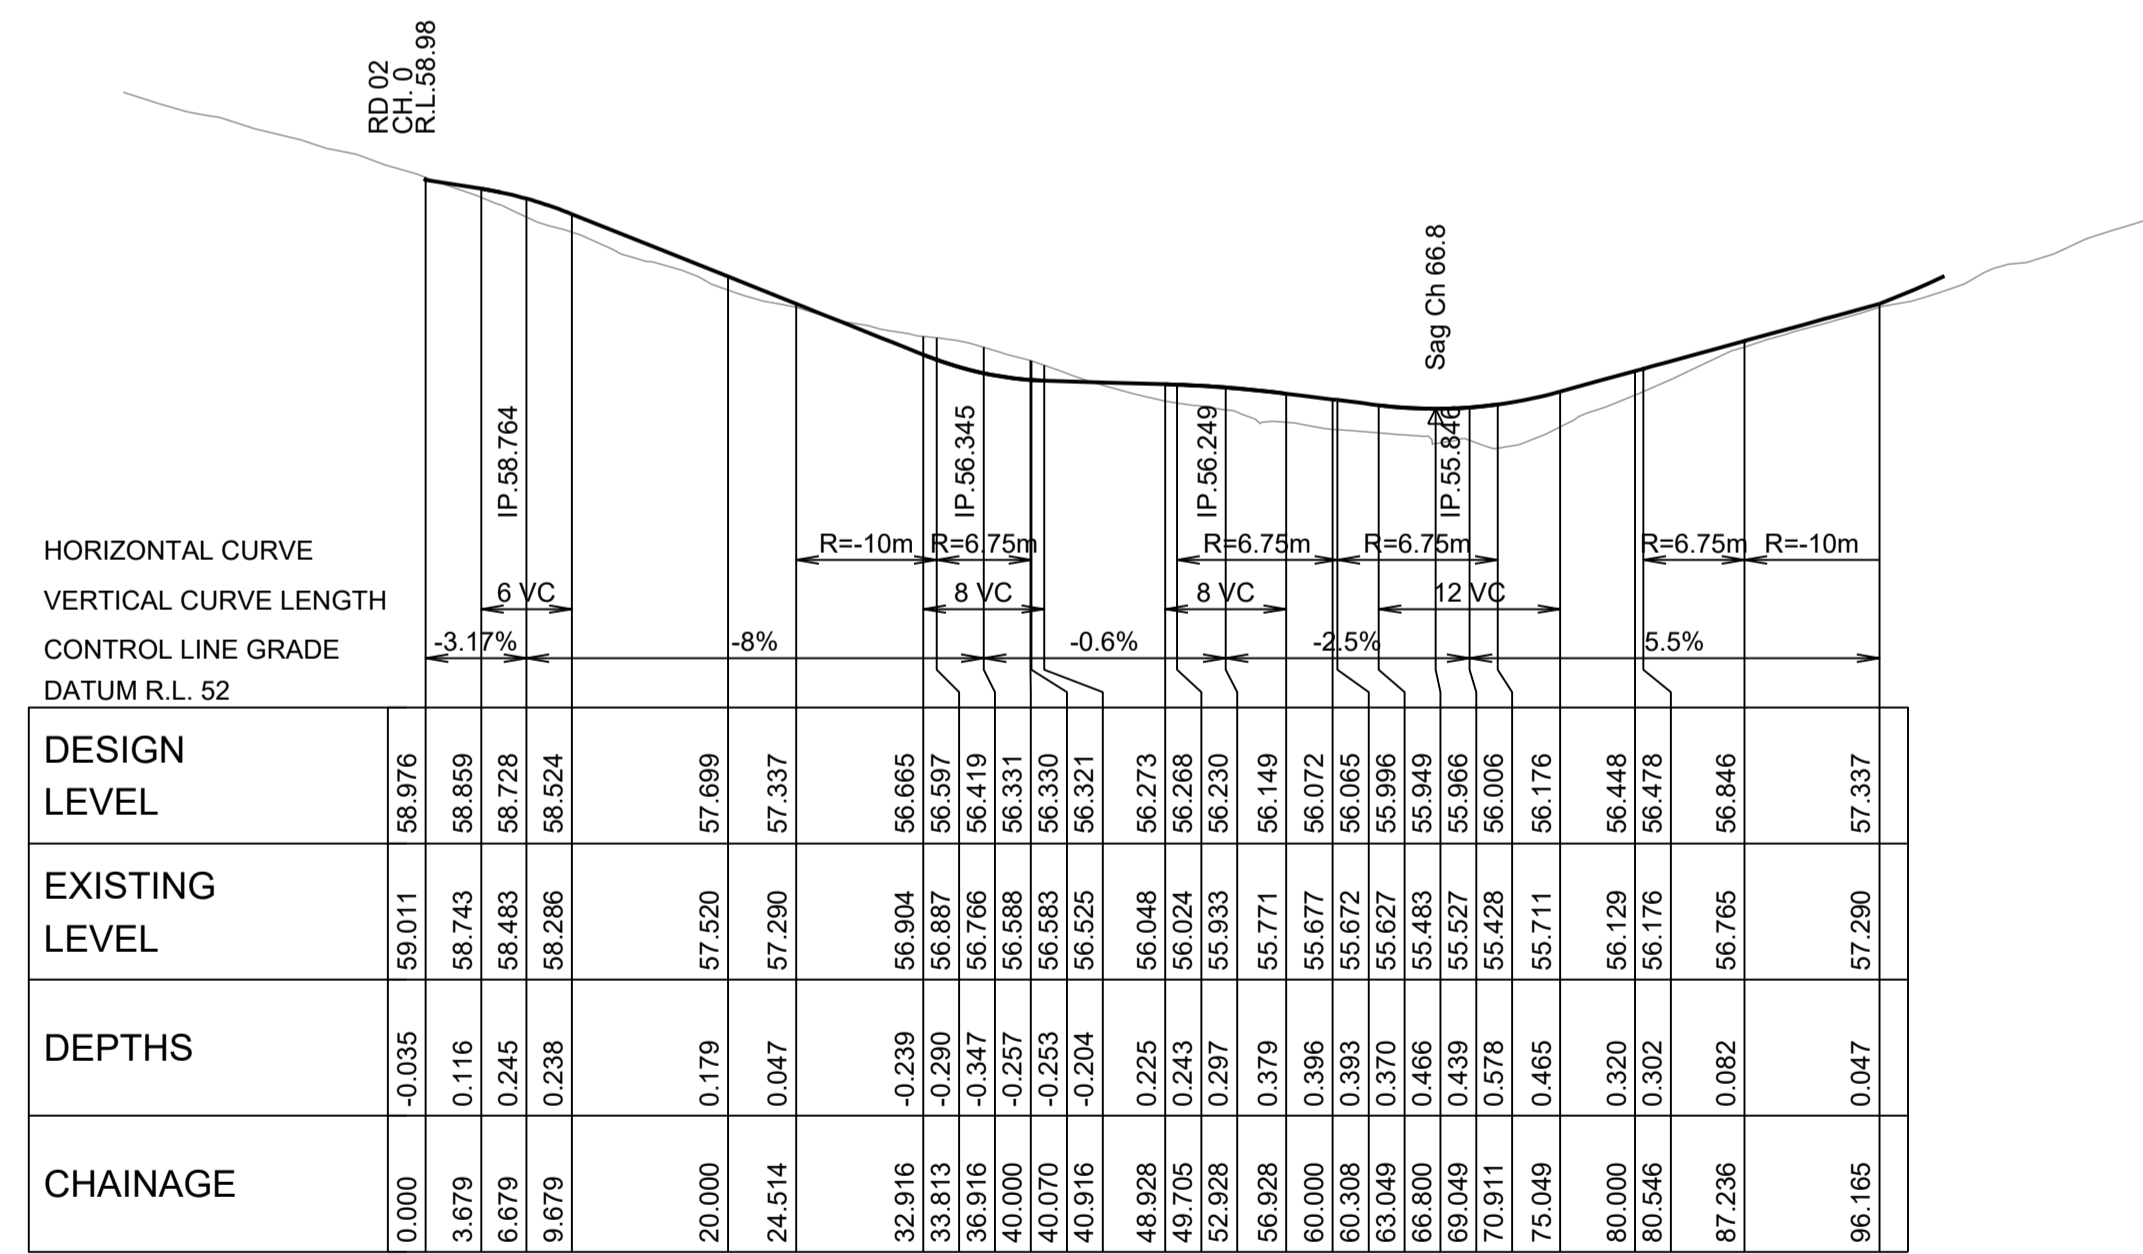 RD 02
CH. 0
R.L.58.98
Sag Ch 66.8
IP.58.764
IP.56.345
IP.56.249
IP.55.846
HORIZONTAL CURVE
R=-10m R=6.75m R=6.75m R=6.75m R=6.75m R=-10m
VERTICAL CURVE LENGTH
6 VC 8 VC 8 VC 12 VC
CONTROL LINE GRADE
-3.17% -8% -0.6% -2.5% 5.5%
DATUM R.L. 52
DESIGN
LEVEL
58.976 58.859 58.728 58.524 57.699 57.337 56.665 56.597 56.419 56.331 56.330 56.321 56.273 56.268 56.230 56.149 56.072 56.065 55.996 55.949 55.966 56.006 56.176 56.448 56.478 56.846 57.337
EXISTING
LEVEL
59.011 58.743 58.483 58.286 57.520 57.290 56.904 56.887 56.766 56.588 56.583 56.525 56.048 56.024 55.933 55.771 55.677 55.672 55.627 55.483 55.527 55.428 55.711 56.129 56.176 56.765 57.290
DEPTHS
-0.035 0.116 0.245 0.238 0.179 0.047 -0.239 -0.290 -0.347 -0.257 -0.253 -0.204 0.225 0.243 0.297 0.379 0.396 0.393 0.370 0.466 0.439 0.578 0.465 0.320 0.302 0.082 0.047
CHAINAGE
0.000 3.679 6.679 9.679 20.000 24.514 32.916 33.813 36.916 40.000 40.070 40.916 48.928 49.705 52.928 56.928 60.000 60.308 63.049 66.800 69.049 70.911 75.049 80.000 80.546 87.236 96.165